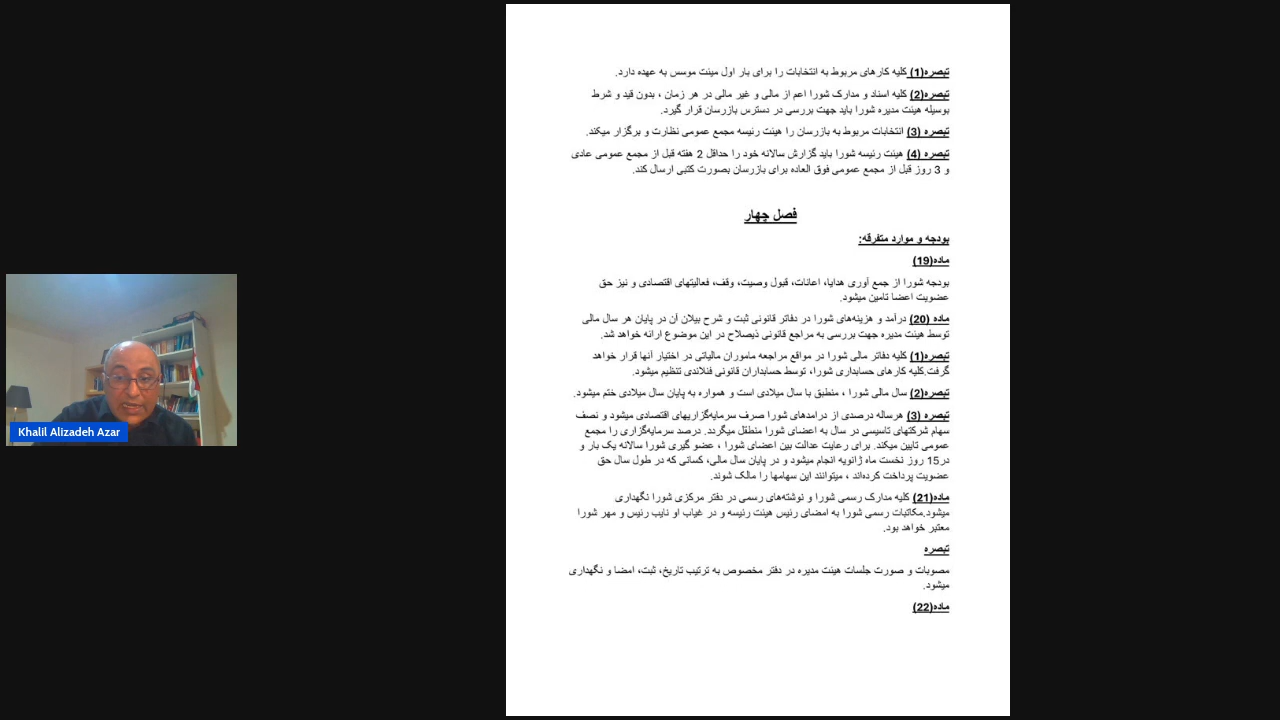 تبصره(1) کلیه کارهای مربوط به انتخابات را برای بار اول مینت موسس به عهده دارد.
تبصره(2) کلیه اسناد و مدارک شورا اعم از مالی و غیر مالی در هر زمان ، بدون قید و شرط
بوسیله هیئت مدیره شورا باید جهت بررسی در دسترس بازرسان قرار گیرد.
تبصره (3) انتخابات مربوط به بازرسان را هیئت رئیسه مجمع عمومی نظارت و برگزار میکند.
تبصره (4) هیئت رئیسه شورا باید گزارش سالانه خود را حداقل 2 هفته قبل از مجمع عمومی عادی
و 3 روز قبل از مجمع عمومی فوق العاده برای بازرسان بصورت کتبی ارسال کند.
فصل چهار
بودجه و موارد متفرقه:
ماده(19)
بودجه شورا از جمع آوری هدایا، اعانات، قبول وصیت، وقف، فعالیتهای اقتصادی و نیز حق
عضویت اعضا تامین میشود.
ماده (20) درآمد و هزینه‌های شورا در دفاتر قانونی ثبت و شرح بیلان آن در پایان هر سال مالی
توسط هیئت مدیره جهت بررسی به مراجع قانونی ذیصلاح در این موضوع ارائه خواهد شد.
تبصره(1) کلیه دفاتر مالی شورا در مواقع مراجعه ماموران مالیاتی در اختیار آنها قرار خواهد
گرفت.کلیه کار های حسابداری شورا، توسط حسابداران قانونی فنلاندی تنظیم میشود.
تبصره(2) سال مالی شورا ، منطبق با سال میلادی است و همواره به پایان سال میلادی ختم میشود.
تبصره (3) هرساله درصدی از درامدهای شورا صرف سرمایه‌گزاریهای اقتصادی میشود و نصف
سهام شرکتهای تاسیسی در سال به اعضای شورا منطقل میگردد. درصد سرمایه‌گزاری را مجمع
عمومی تایین میکند. برای رعایت عدالت بین اعضای شورا ، عضو گیری شورا سالانه یک بار و
در15 روز نخست ماه ژانویه انجام میشود و در پایان سال مالی، کسانی که در طول سال حق
عضویت پرداخت کرده‌اند ، میتوانند این سهامها را مالک شوند.
ماده(21) کلیه مدارک رسمی شورا و نوشته‌های رسمی در دفتر مرکزی شورا نگهداری
میشود.مکاتبات رسمی شورا به امضای رئیس هیئت رئیسه و در غیاب او نایب رئیس و مهر شورا
معتبر خواهد بود.
تبصره
مصوبات و صورت جلسات هیئت مدیره در دفتر مخصوص به ترتیب تاریخ، ثبت، امضا و نگهداری
میشود.
ماده(22)
Khalil Alizadeh Azar